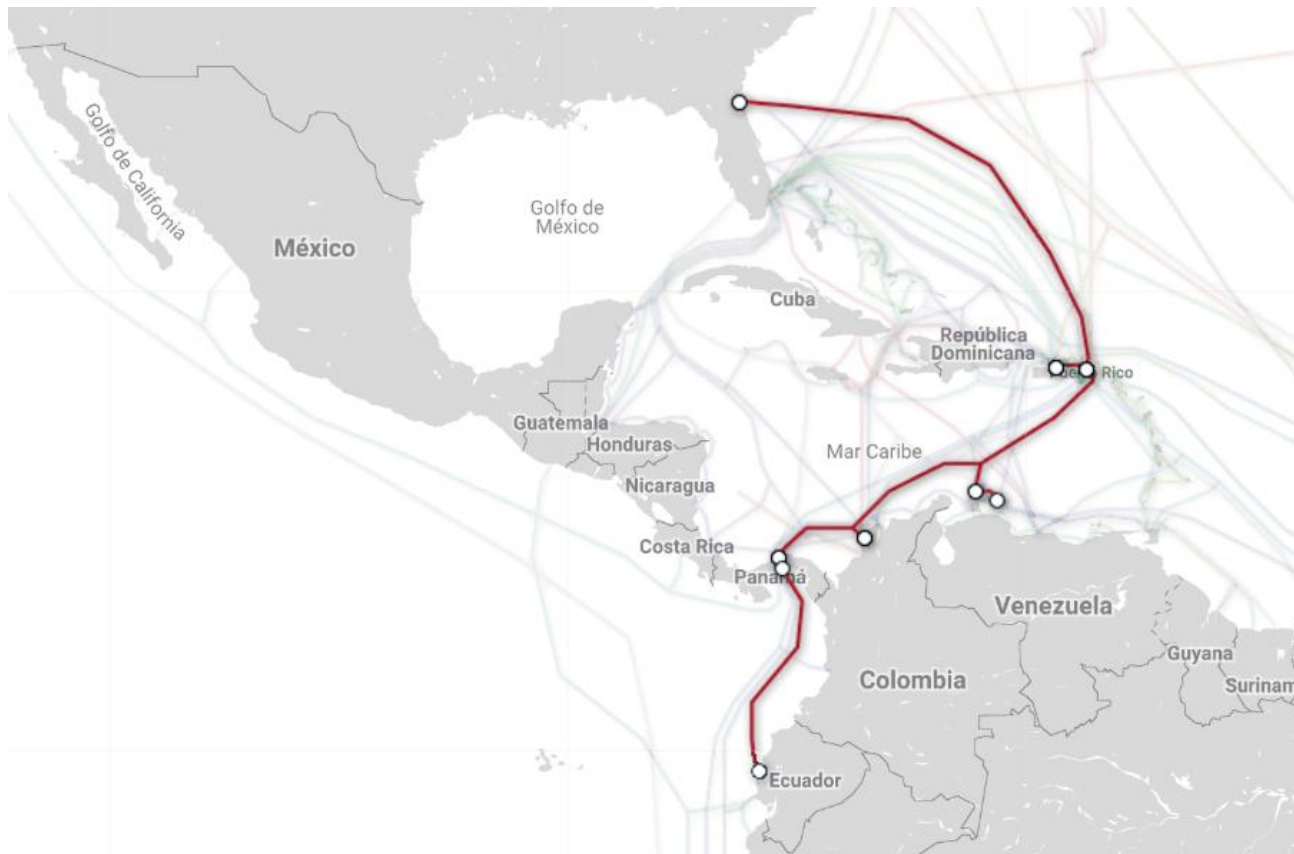 Golfo de California
México
Golfo de
México
Cuba
República
Dominicana
Rico
Guatemala
Honduras
Mar Caribe
Nicaragua
Costa Rica
Panamá
Venezuela
Guyana
Colombia
Surinam
Ecuador